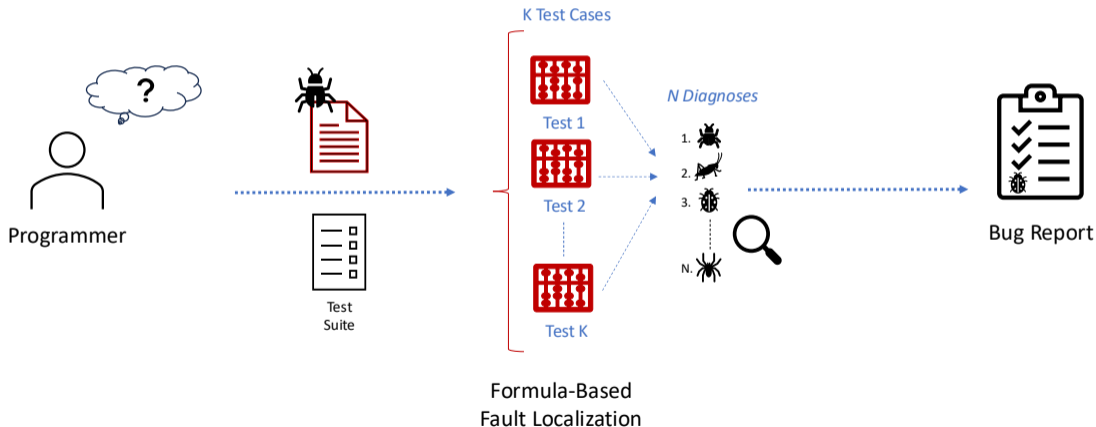 K Test Cases
?
N Diagnoses
Test 1
1.
2.
Test 2
3.
Programmer
Bug Report
N.
Test
Suite
Test K
Formula-Based
Fault Localization